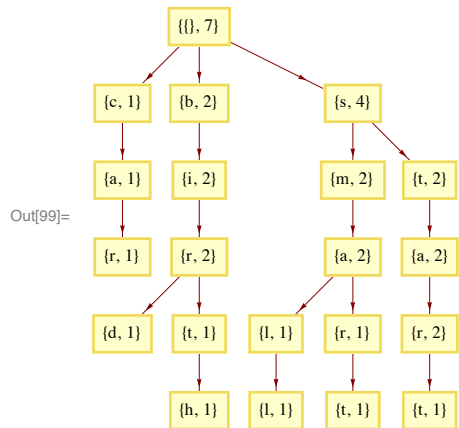 {{}, 7}
{c, 1} {b, 2} {s, 4}
{a, 1} {i, 2} {m, 2} {t, 2}
Out[99]=
{r, 1} {r, 2} {a, 2} {a, 2}
{d, 1} {t, 1} {l, 1} {r, 1} {r, 2}
{h, 1} {l, 1} {t, 1} {t, 1}